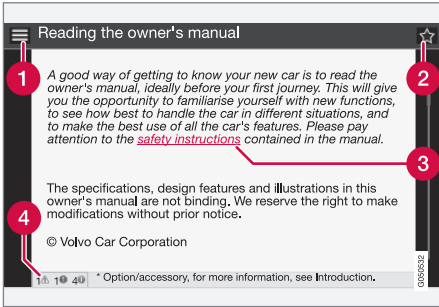 Reading the owner's manual
1
2
A good way of getting to know your new car is to read the
owner's manual, ideally before your first journey. This will give
you the opportunity to familiarise yourself with new functions,
to see how best to handle the car in different situations, and
to make the best use of all the car's features. Please pay
attention to the safety instructions contained in the manual.
3
The specifications, design features and illustrations in this
owner's manual are not binding. We reserve the right to make
modifications without prior notice.
4
© Volvo Car Corporation
1 1 4 * Option/accessory, for more information, see Introduction.
G050532